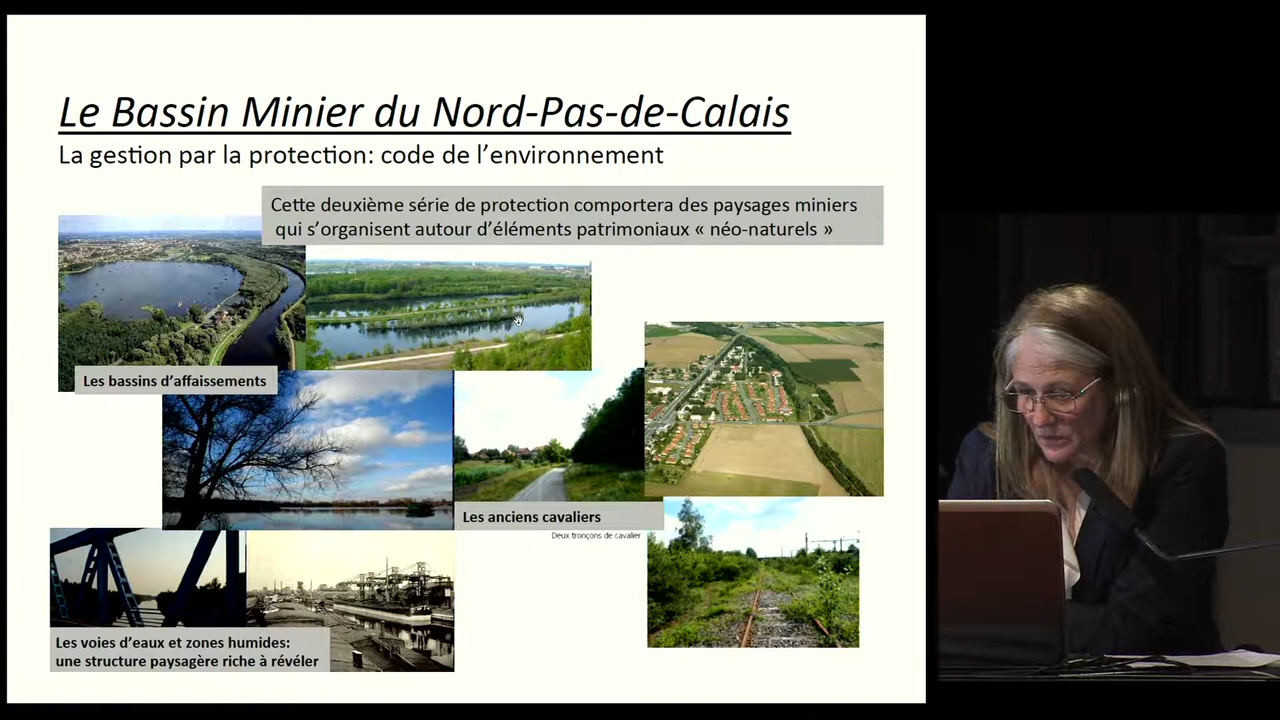 Le Bassin Minier du Nord-Pas-de-Calais
La gestion par la protection: code de l’environnement
Cette deuxième série de protection comportera des paysages miniers
qui s’organisent autour d’éléments patrimoniaux « néo-naturels »
Les bassins d’affaissements
Les anciens cavaliers
Deux tronçons de cavalier
Les voies d’eaux et zones humides:
une structure paysagère riche à révéler